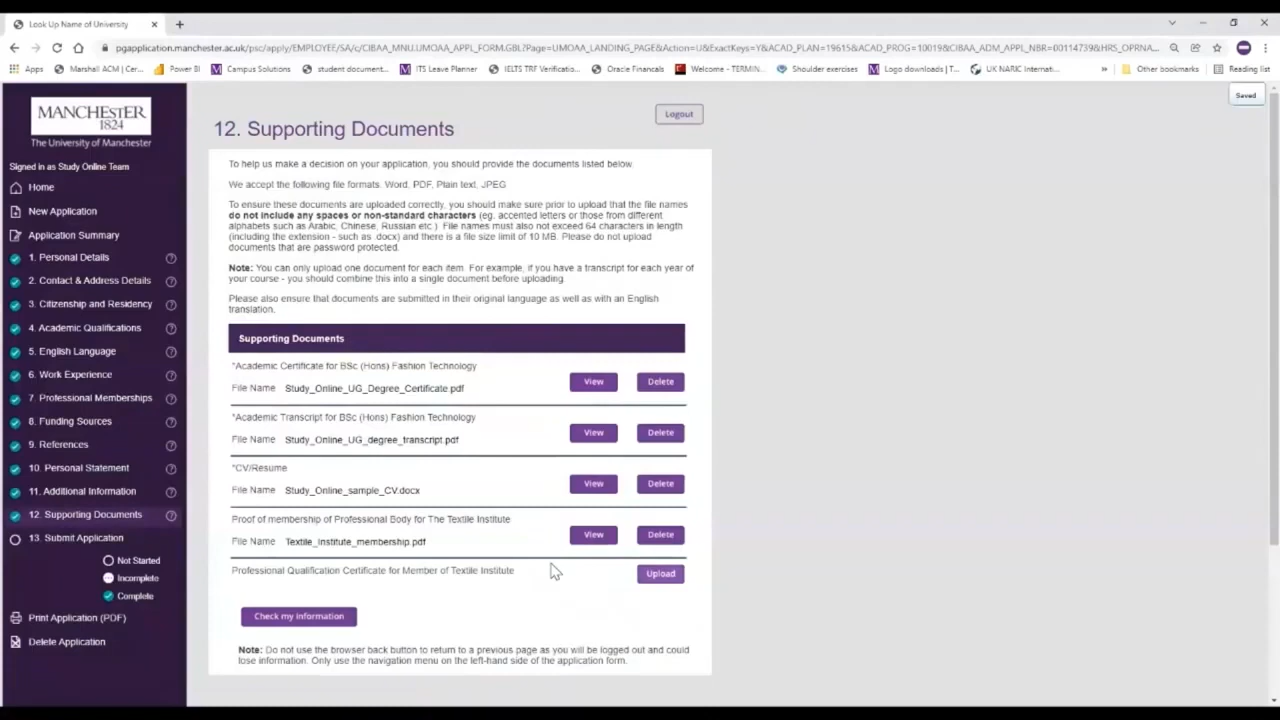 Look Up Name of University
pgapplication.manchester.ac.uk/psc/apply/EMPLOYEE/SA/c/CIBAA_MNU.UMOAA_APPL_FORM.GBL?Page=UMOAA_LANDING_PAGE&Action=U&ExactKeys=Y&ACAD_PLAN=19615&ACAD_PROG=10019&CIBAA_ADM_APPL_NBR=00114739&HRS_OPRNA...
Apps Marshall ACM | Cer... Power BI Campus Solutions student document... ITS Leave Planner IELTS TRF Verificatio... Oracle Financals Welcome - TERMIN... Shoulder exercises Logo downloads | T... UK NARIC Internati... » Other bookmarks Reading list
Saved
MANCHESTER
1824
The University of Manchester
Signed in as Study Online Team
Home
New Application
Application Summary
1. Personal Details
2. Contact & Address Details
3. Citizenship and Residency
4. Academic Qualifications
5. English Language
6. Work Experience
7. Professional Memberships
8. Funding Sources
9. References
10. Personal Statement
11. Additional Information
12. Supporting Documents
13. Submit Application
Not Started
Incomplete
Complete
Print Application (PDF)
Delete Application
Logout
12. Supporting Documents
To help us make a decision on your application, you should provide the documents listed below.
We accept the following file formats. Word, PDF, Plain text, JPEG
To ensure these documents are uploaded correctly, you should make sure prior to upload that the file names
do not include any spaces or non-standard characters (eg. accented letters or those from different
alphabets such as Arabic, Chinese, Russian etc.) File names must also not exceed 64 characters in length
(including the extension - such as .docx) and there is a file size limit of 10 MB. Please do not upload
documents that are password protected.
Note: You can only upload one document for each item. For example, if you have a transcript for each year of
your course - you should combine this into a single document before uploading.
Please also ensure that documents are submitted in their original language as well as with an English
translation.
Supporting Documents
*Academic Certificate for BSc (Hons) Fashion Technology
File Name Study_Online_UG_Degree_Certificate.pdf View Delete
*Academic Transcript for BSc (Hons) Fashion Technology
File Name Study_Online_UG_degree_transcript.pdf View Delete
*CV/Resume
File Name Study_Online_sample_CV.docx View Delete
Proof of membership of Professional Body for The Textile Institute
File Name Textile_Institute_membership.pdf View Delete
Professional Qualification Certificate for Member of Textile Institute Upload
Check my information
Note: Do not use the browser back button to return to a previous page as you will be logged out and could
lose information. Only use the navigation menu on the left-hand side of the application form.